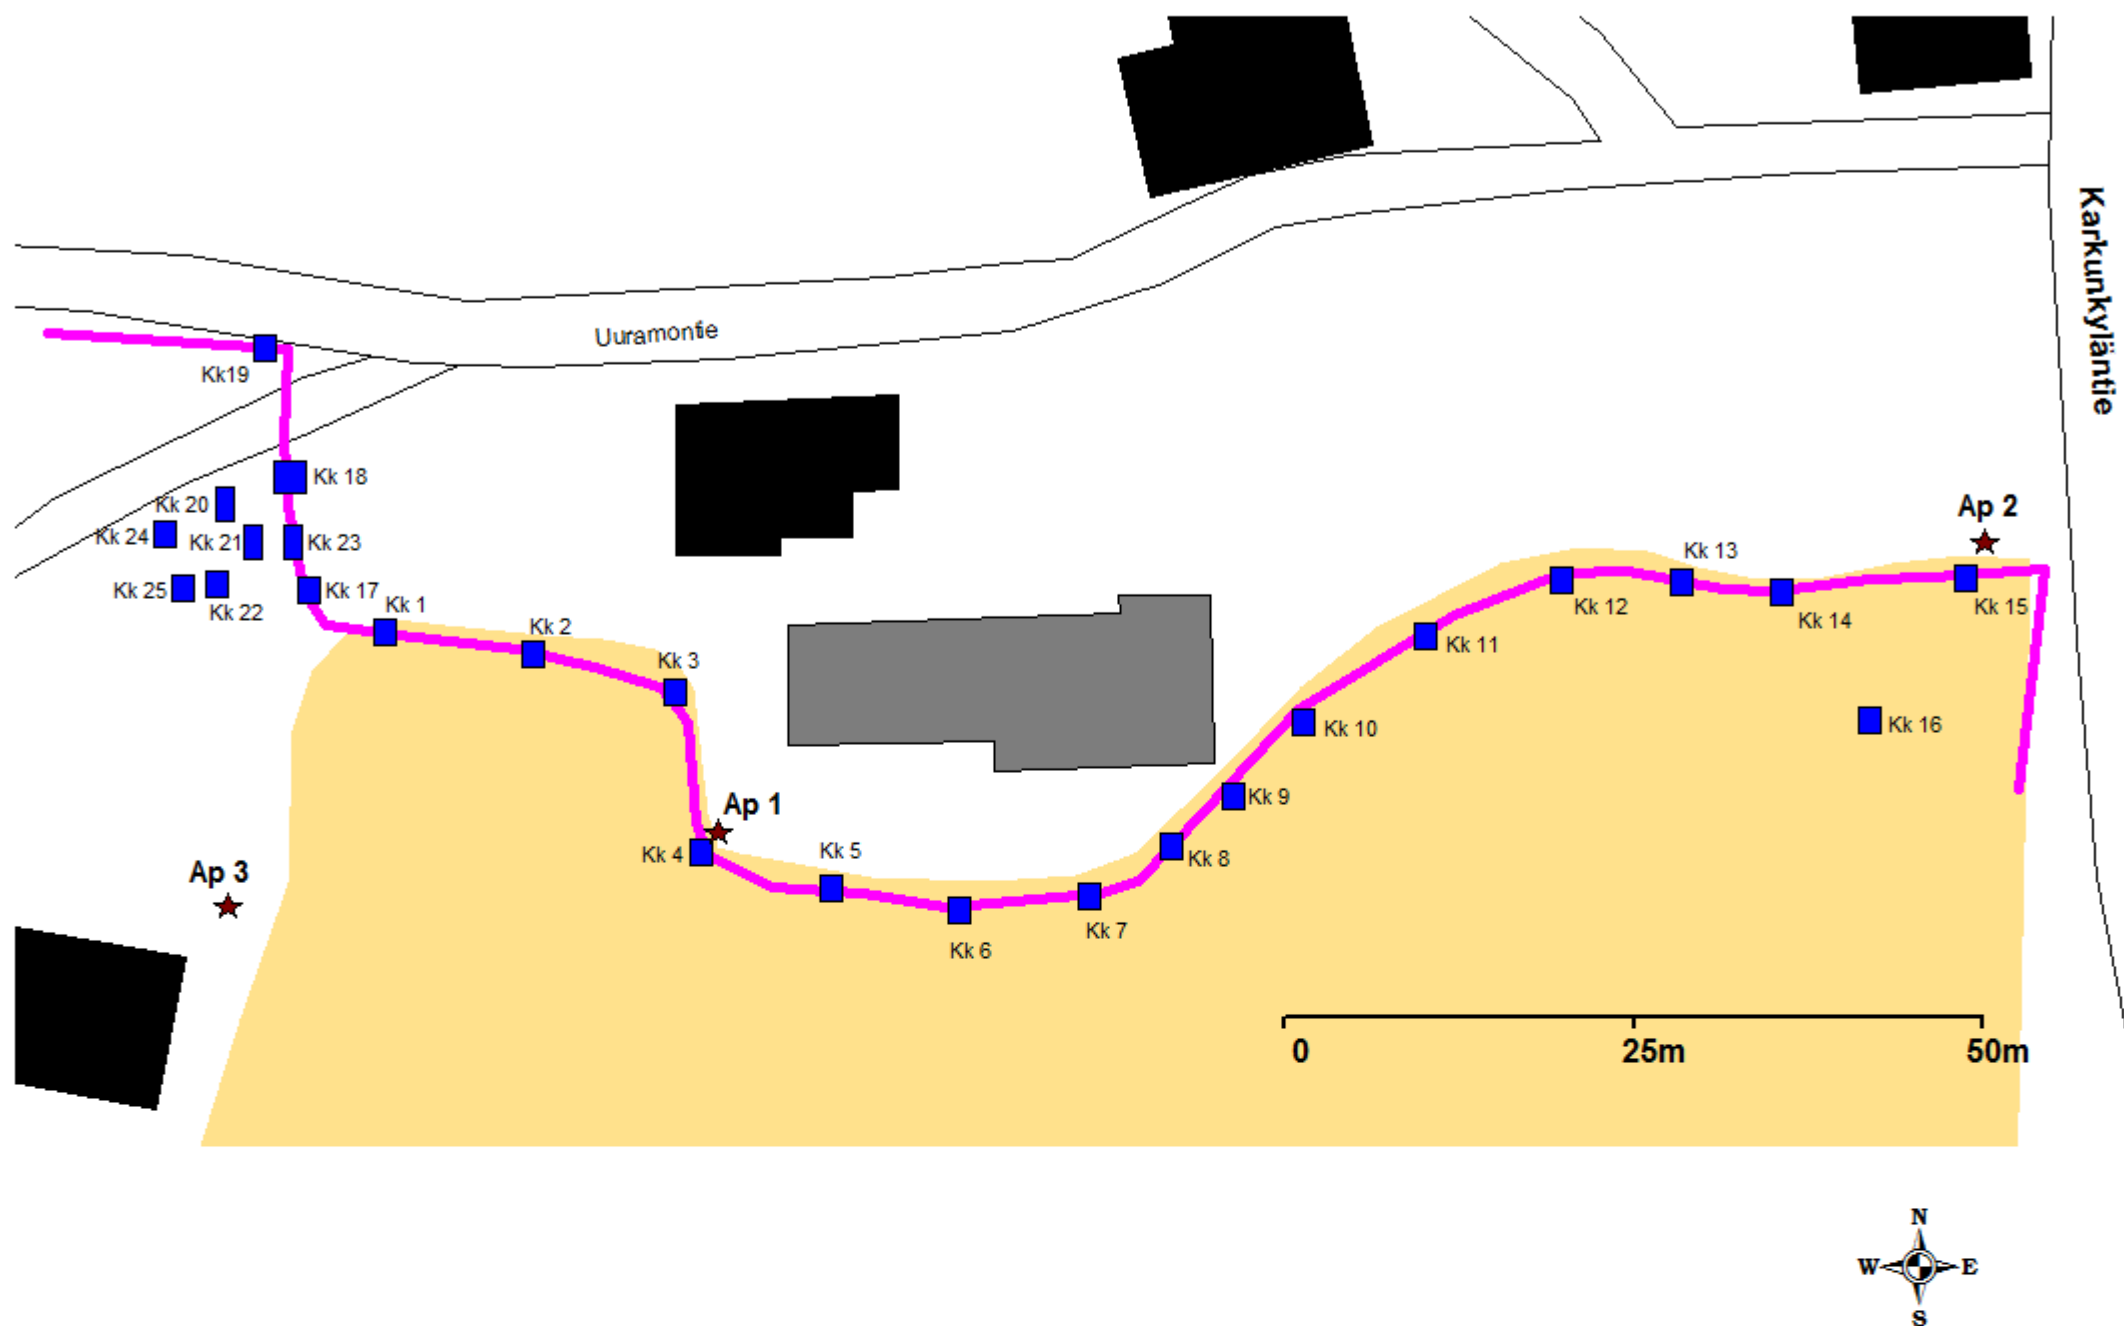 Karkunkyläntie
Uuramontie
Kk19
Kk 18
Kk 20
Kk 24
Kk 21
Kk 23
Kk 25
Kk 22
Kk 17
Kk 1
Kk 2
Kk 3
Ap 1
Kk 4
Kk 5
Kk 6
Kk 7
Kk 8
Kk 9
Kk 10
Kk 11
Kk 12
Kk 13
Kk 14
Ap 2
Kk 15
Kk 16
Ap 3
0 25m 50m
N
W E
S